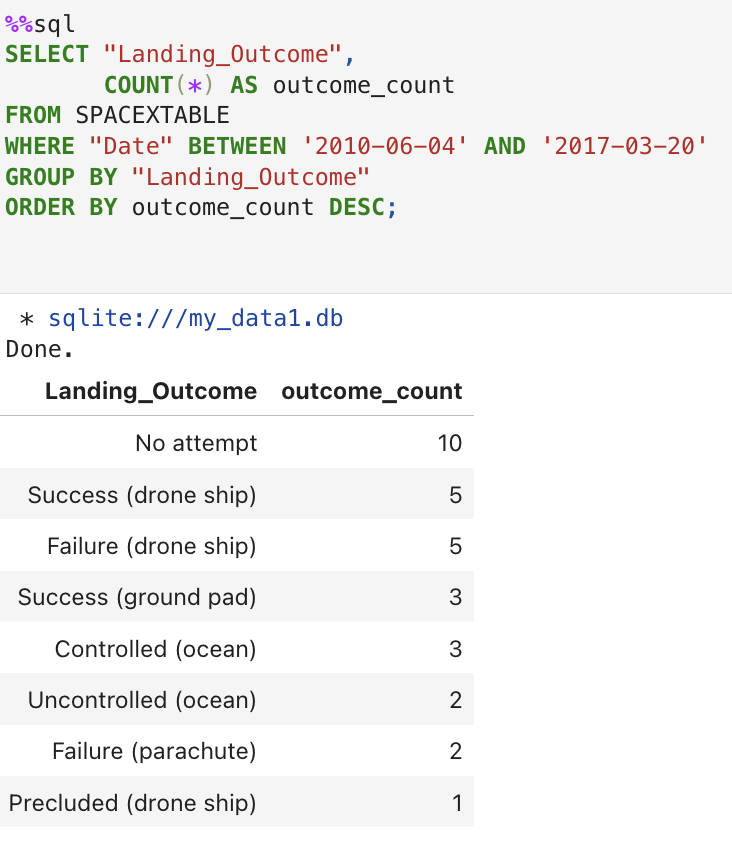 %%sql
SELECT "Landing_Outcome",
COUNT(*) AS outcome_count
FROM SPACEXTABLE
WHERE "Date" BETWEEN '2010-06-04' AND '2017-03-20'
GROUP BY "Landing_Outcome"
ORDER BY outcome_count DESC;
* sqlite:///my_data1.db
Done.
Landing_Outcome outcome_count
No attempt 10
Success (drone ship) 5
Failure (drone ship) 5
Success (ground pad) 3
Controlled (ocean) 3
Uncontrolled (ocean) 2
Failure (parachute) 2
Precluded (drone ship) 1